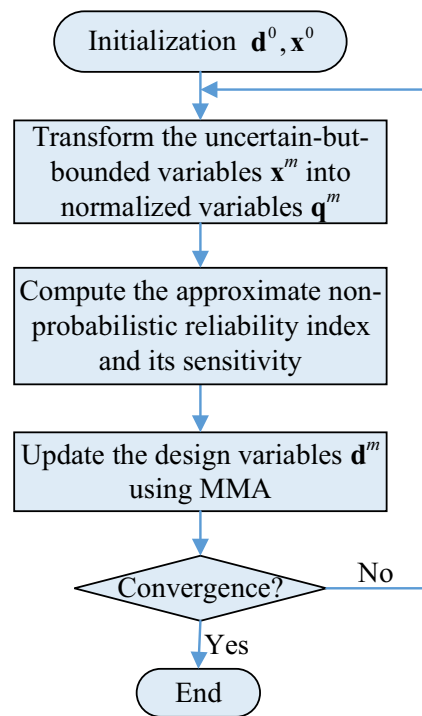 Initialization d⁰, x⁰
Transform the uncertain-but-
bounded variables xᵐ into
normalized variables qᵐ
Compute the approximate non-
probabilistic reliability index
and its sensitivity
Update the design variables dᵐ
using MMA
Convergence?
No
Yes
End